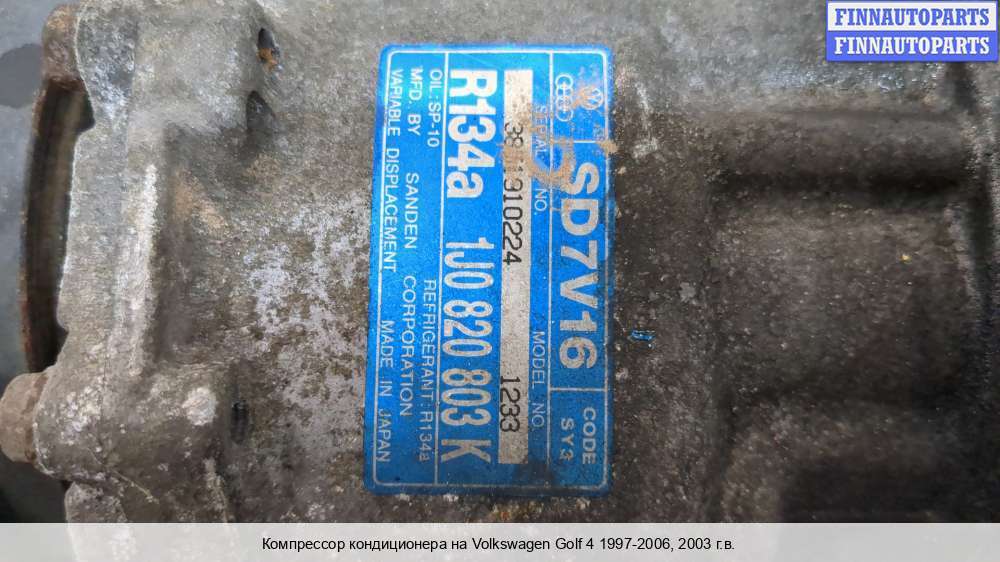 FINNAUTOPARTS
FINNAUTOPARTS
SD7V16
CODE
SY3
SERIAL NO.
MODEL NO.
1233
R134a 1J0 820 803 K
OIL: SP-10
REFRIGERANT: R134a
MFD. BY SANDEN CORPORATION
VARIABLE DISPLACEMENT MADE IN JAPAN
Компрессор кондиционера на Volkswagen Golf 4 1997-2006, 2003 г.в.